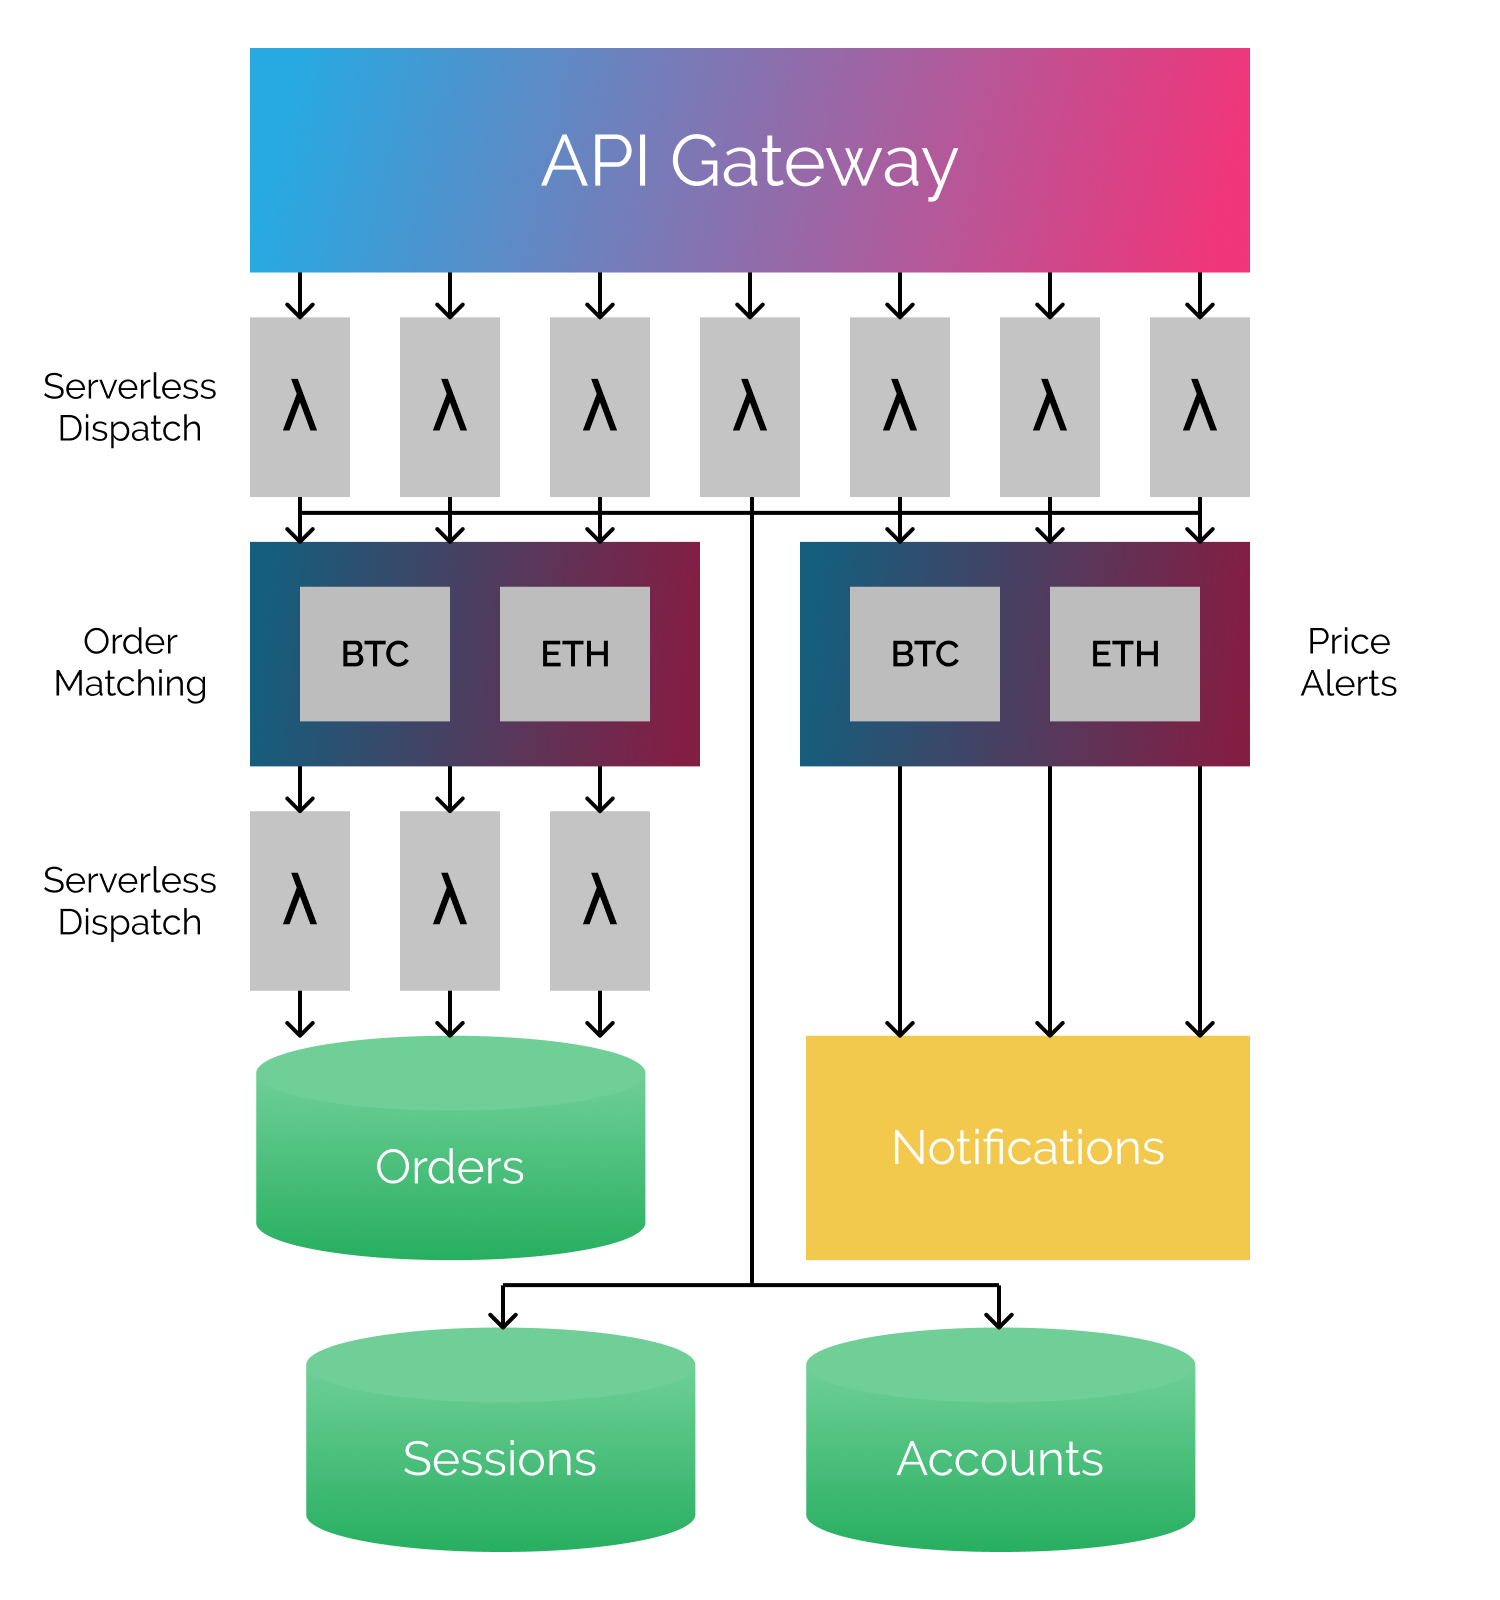 API Gateway
Serverless
Dispatch
λ λ λ λ λ λ λ
Order
Matching
BTC ETH
BTC ETH
Price
Alerts
Serverless
Dispatch
λ λ λ
Orders
Notifications
Sessions
Accounts